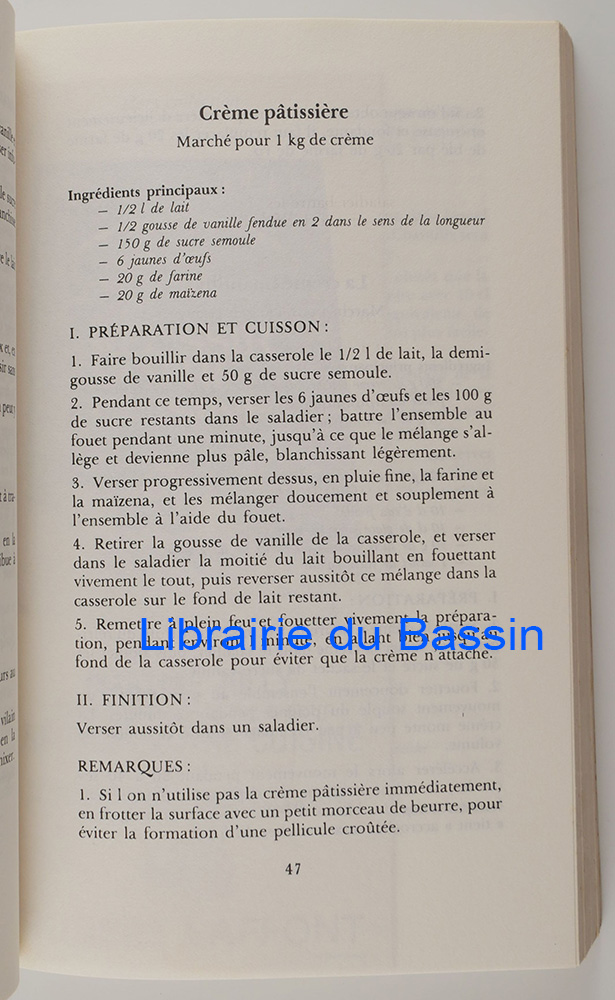 Crème pâtissière
Marché pour 1 kg de crème
Ingrédients principaux :
— 1/2 l de lait
— 1/2 gousse de vanille fendue en 2 dans le sens de la longueur
— 150 g de sucre semoule
— 6 jaunes d'œufs
— 20 g de farine
— 20 g de maïzena
I. PRÉPARATION ET CUISSON :
1. Faire bouillir dans la casserole le 1/2 l de lait, la demi-
gousse de vanille et 50 g de sucre semoule.
2. Pendant ce temps, verser les 6 jaunes d'œufs et les 100 g
de sucre restants dans le saladier ; battre l'ensemble au
fouet pendant une minute, jusqu'à ce que le mélange s'al-
lège et devienne plus pâle, blanchissant légèrement.
3. Verser progressivement dessus, en pluie fine, la farine et
la maïzena, et les mélanger doucement et souplement à
l'ensemble à l'aide du fouet.
4. Retirer la gousse de vanille de la casserole, et verser
dans le saladier la moitié du lait bouillant en fouettant
vivement le tout, puis reverser aussitôt ce mélange dans la
casserole sur le fond de lait restant.
5. Remettre à plein feu et fouetter vivement la prépara-
tion, pendant environ 1 minute, en allant bien jusqu'au
fond de la casserole pour éviter que la crème n'attache.
Librairie du Bassin
II. FINITION :
Verser aussitôt dans un saladier.
REMARQUES :
1. Si l on n'utilise pas la crème pâtissière immédiatement,
en frotter la surface avec un petit morceau de beurre, pour
éviter la formation d'une pellicule croûtée.
47